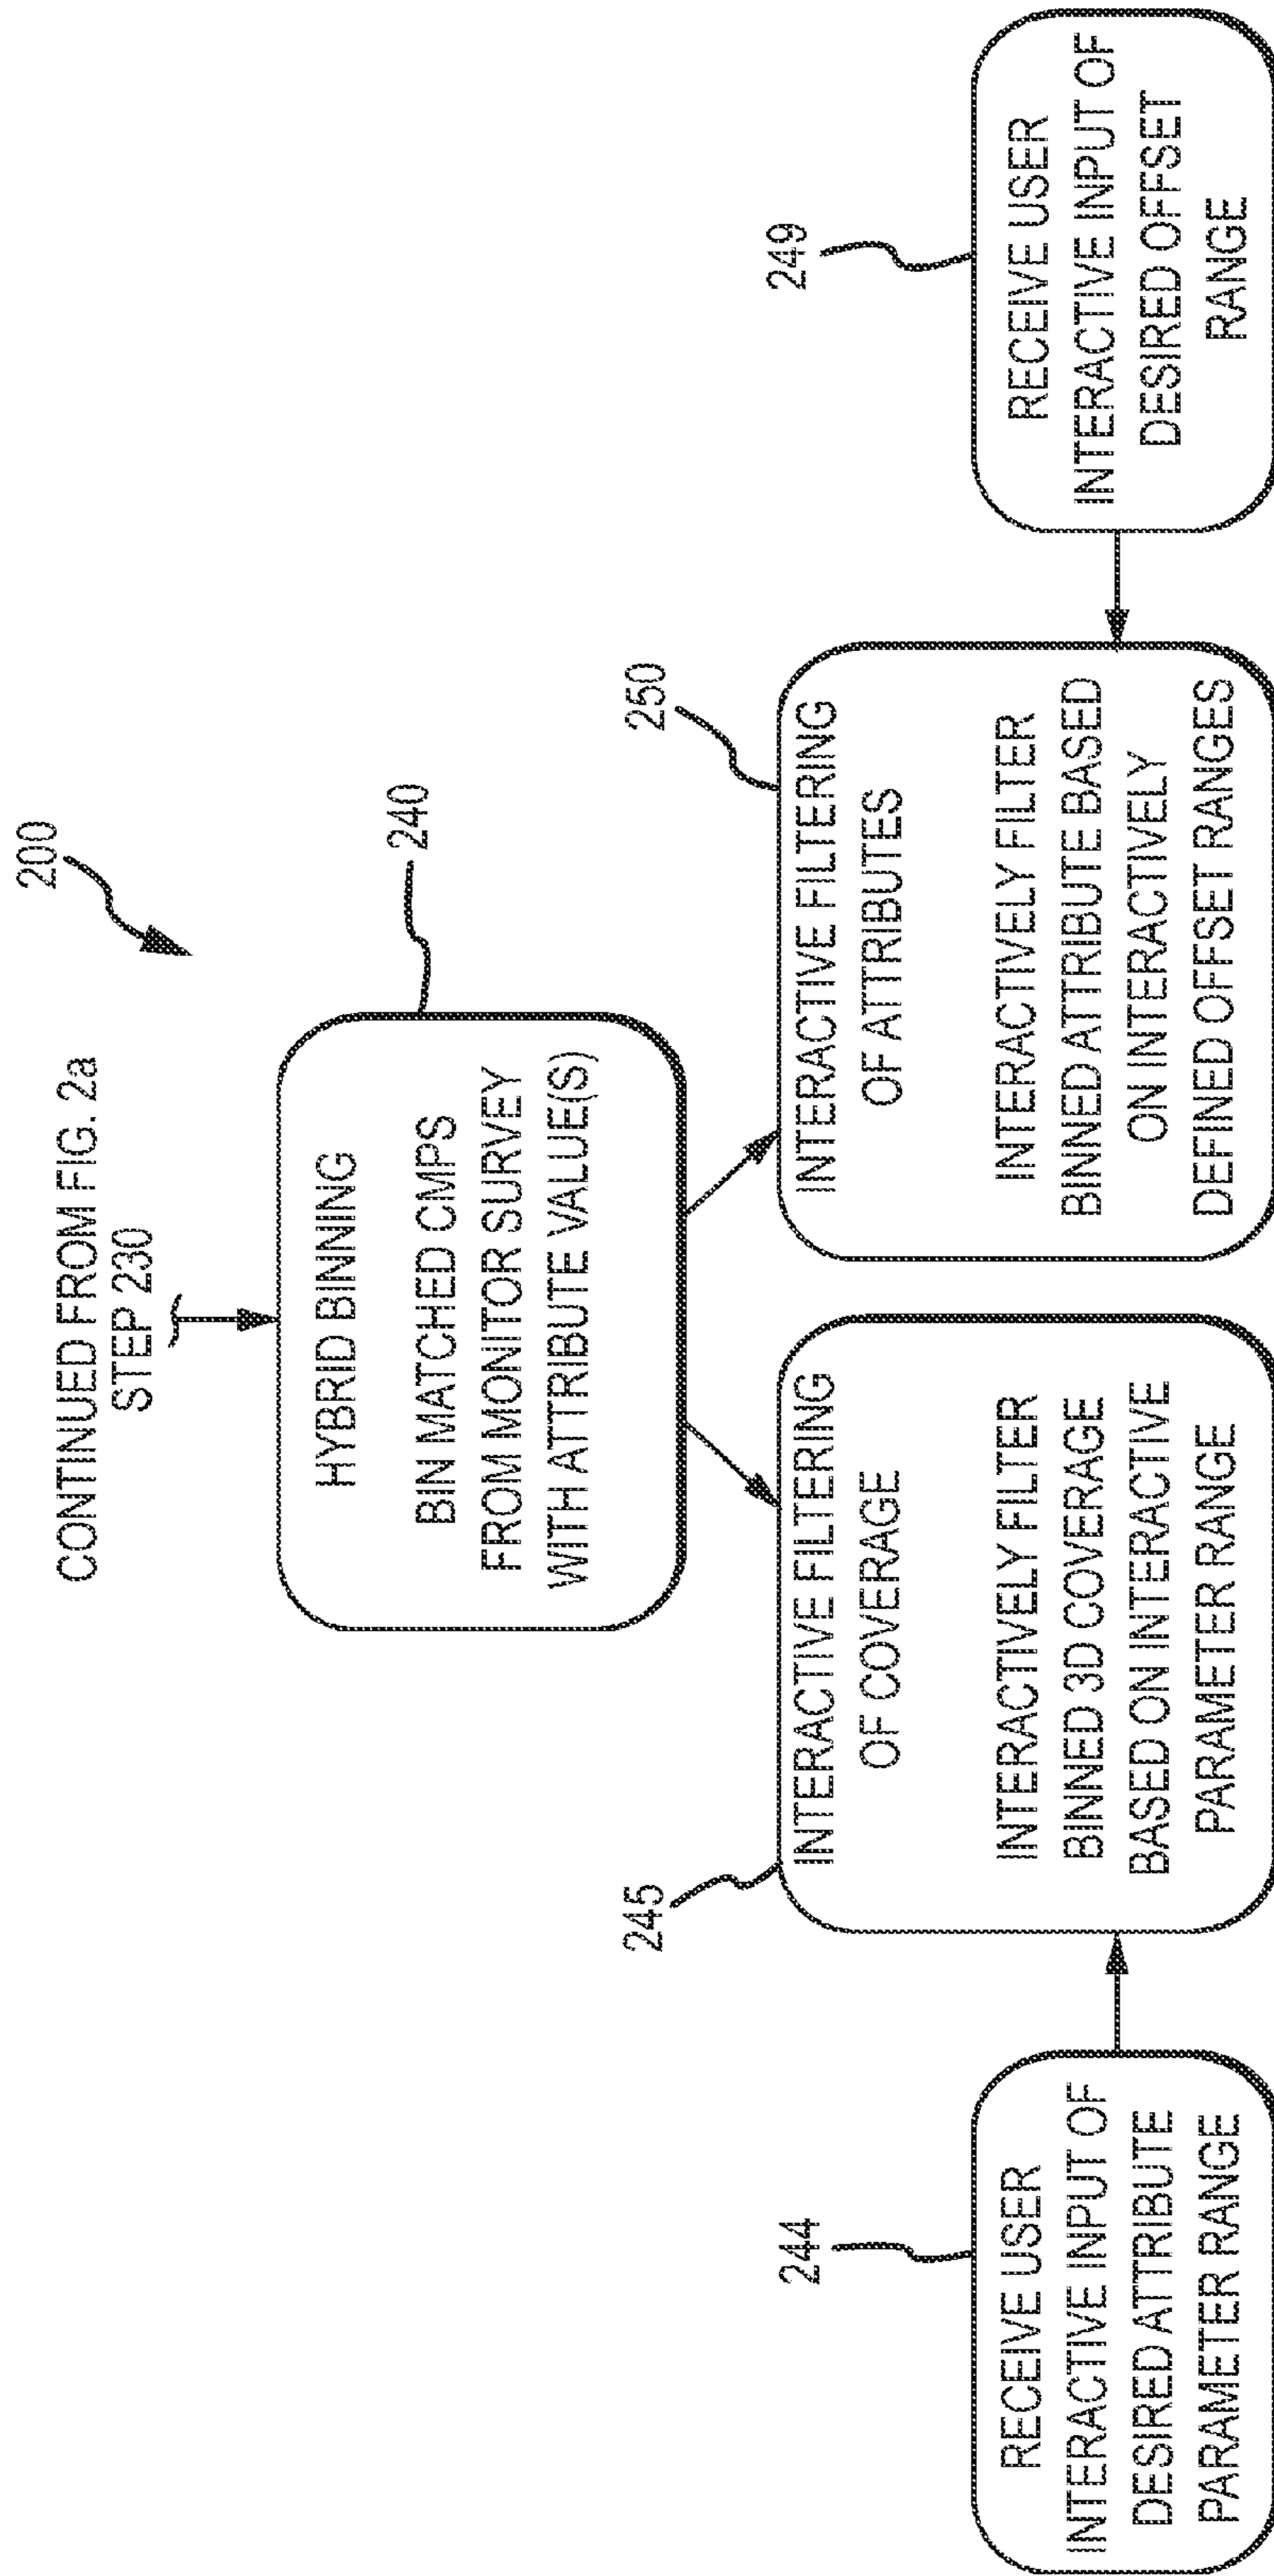 200
CONTINUED FROM FIG. 2a
STEP 230
240
HYBRID BINNING
BIN MATCHED CMPS
FROM MONITOR SURVEY
WITH ATTRIBUTE VALUE(S)
245
INTERACTIVE FILTERING
OF COVERAGE
INTERACTIVELY FILTER
BINNED 3D COVERAGE
BASED ON INTERACTIVE
PARAMETER RANGE
250
INTERACTIVE FILTERING
OF ATTRIBUTES
INTERACTIVELY FILTER
BINNED ATTRIBUTE BASED
ON INTERACTIVELY
DEFINED OFFSET RANGES
244
RECEIVE USER
INTERACTIVE INPUT OF
DESIRED ATTRIBUTE
PARAMETER RANGE
249
RECEIVE USER
INTERACTIVE INPUT OF
DESIRED OFFSET
RANGE